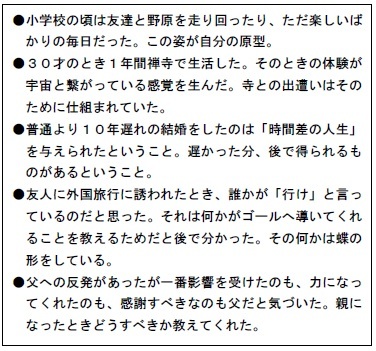 ●小学校の頃は友達と野原を走り回ったり、ただ楽しいば
かりの毎日だった。この姿が自分の原型。
●３０才のとき１年間禅寺で生活した。そのときの体験が
宇宙と繋がっている感覚を生んだ。寺との出遭いはその
ために仕組まれていた。
●普通より１０年遅れの結婚をしたのは「時間差の人生」
を与えられたということ。遅かった分、後で得られるも
のがあるということ。
●友人に外国旅行に誘われたとき、誰かが「行け」と言っ
ているのだと思った。それは何かがゴールへ導いてくれ
ることを教えるためだと後で分かった。その何かは蝶の
形をしている。
●父への反発があったが一番影響を受けたのも、力になっ
てくれたのも、感謝すべきなのも父だと気づいた。親に
なったときどうすべきか教えてくれた。